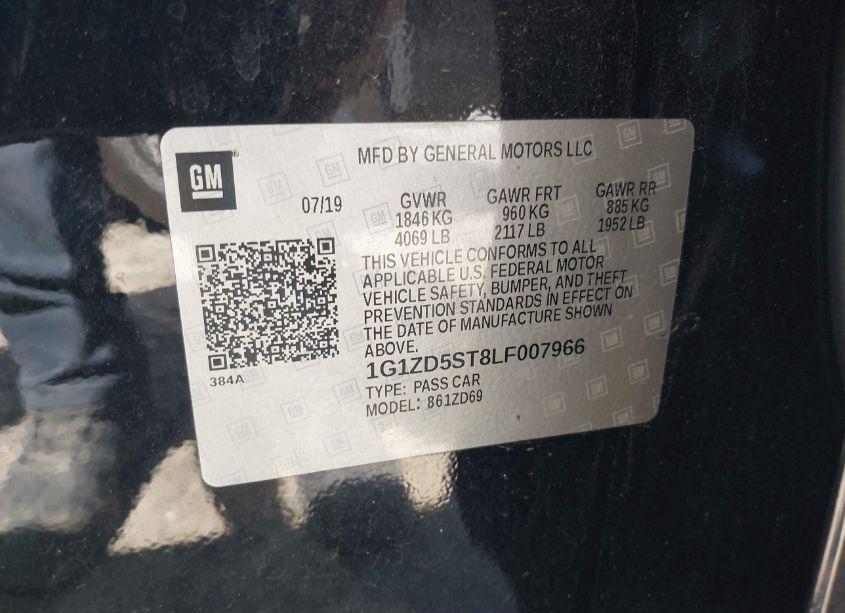 GM
MFD BY GENERAL MOTORS LLC
07/19
GVWR GAWR FRT GAWR RR
1846 KG 960 KG 885 KG
4069 LB 2117 LB 1952 LB
THIS VEHICLE CONFORMS TO ALL
APPLICABLE U.S. FEDERAL MOTOR
VEHICLE SAFETY, BUMPER, AND THEFT
PREVENTION STANDARDS IN EFFECT ON
THE DATE OF MANUFACTURE SHOWN
ABOVE.
384A
1G1ZD5ST8LF007966
TYPE: PASS CAR
MODEL: 861ZD69